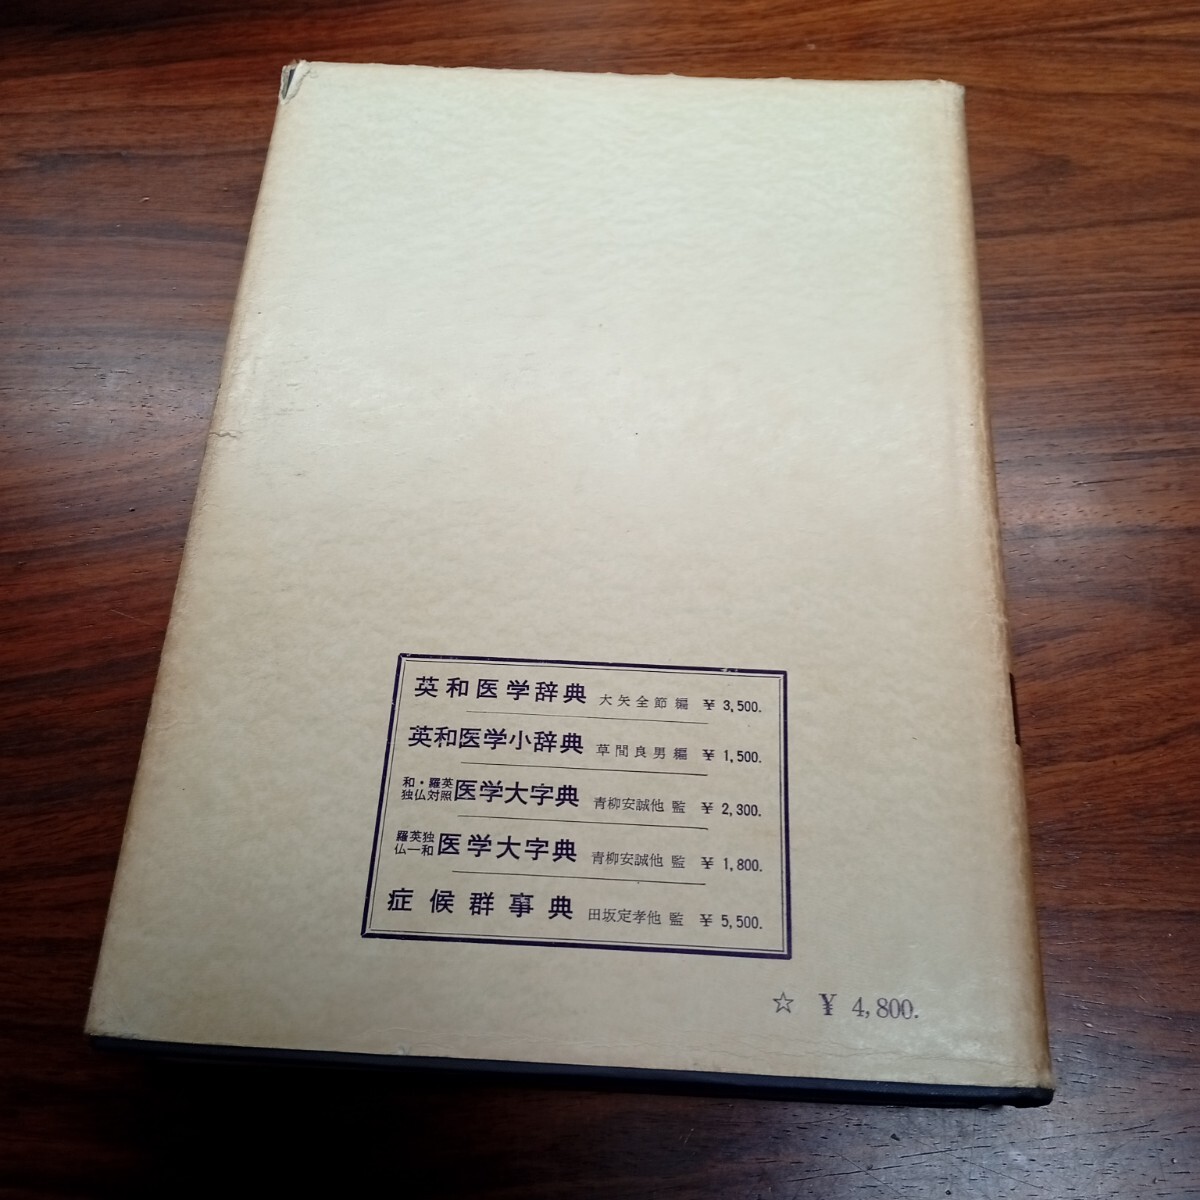 英和医学辞典 大矢全節編 ¥3,500.
英和医学小辞典 草間良男編 ¥1,500.
和・羅英独仏対照 医学大字典 青柳安誠他 監 ¥2,300.
羅英独仏一和 医学大字典 青柳安誠他 監 ¥1,800.
症候群事典 田坂定孝他 監 ¥5,500.
☆ ¥ 4,800.